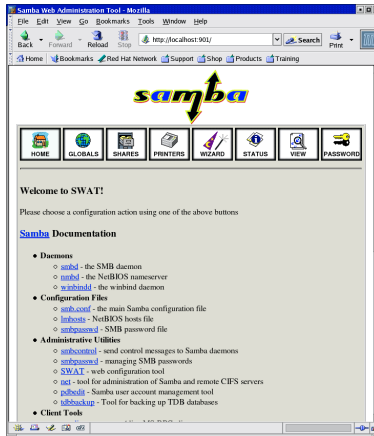 Samba Web Administration Tool - Mozilla
File Edit View Go Bookmarks Tools Window Help
Back Forward Reload Stop http://localhost:901/ Search Print
Home Bookmarks Red Hat Network Support Shop Products Training
samba
HOME GLOBALS SHARES PRINTERS WIZARD STATUS VIEW PASSWORD
Welcome to SWAT!
Please choose a configuration action using one of the above buttons
Samba Documentation
Daemons
smbd - the SMB daemon
nmbd - the NetBIOS nameserver
winbindd - the winbind daemon
Configuration Files
smb.conf - the main Samba configuration file
lmhosts - NetBIOS hosts file
smbpasswd - SMB password file
Administrative Utilities
smbcontrol - send control messages to Samba daemons
smbpasswd - managing SMB passwords
SWAT - web configuration tool
net - tool for administration of Samba and remote CIFS servers
pdbedit - Samba user account management tool
tdbbackup - Tool for backing up TDB databases
Client Tools